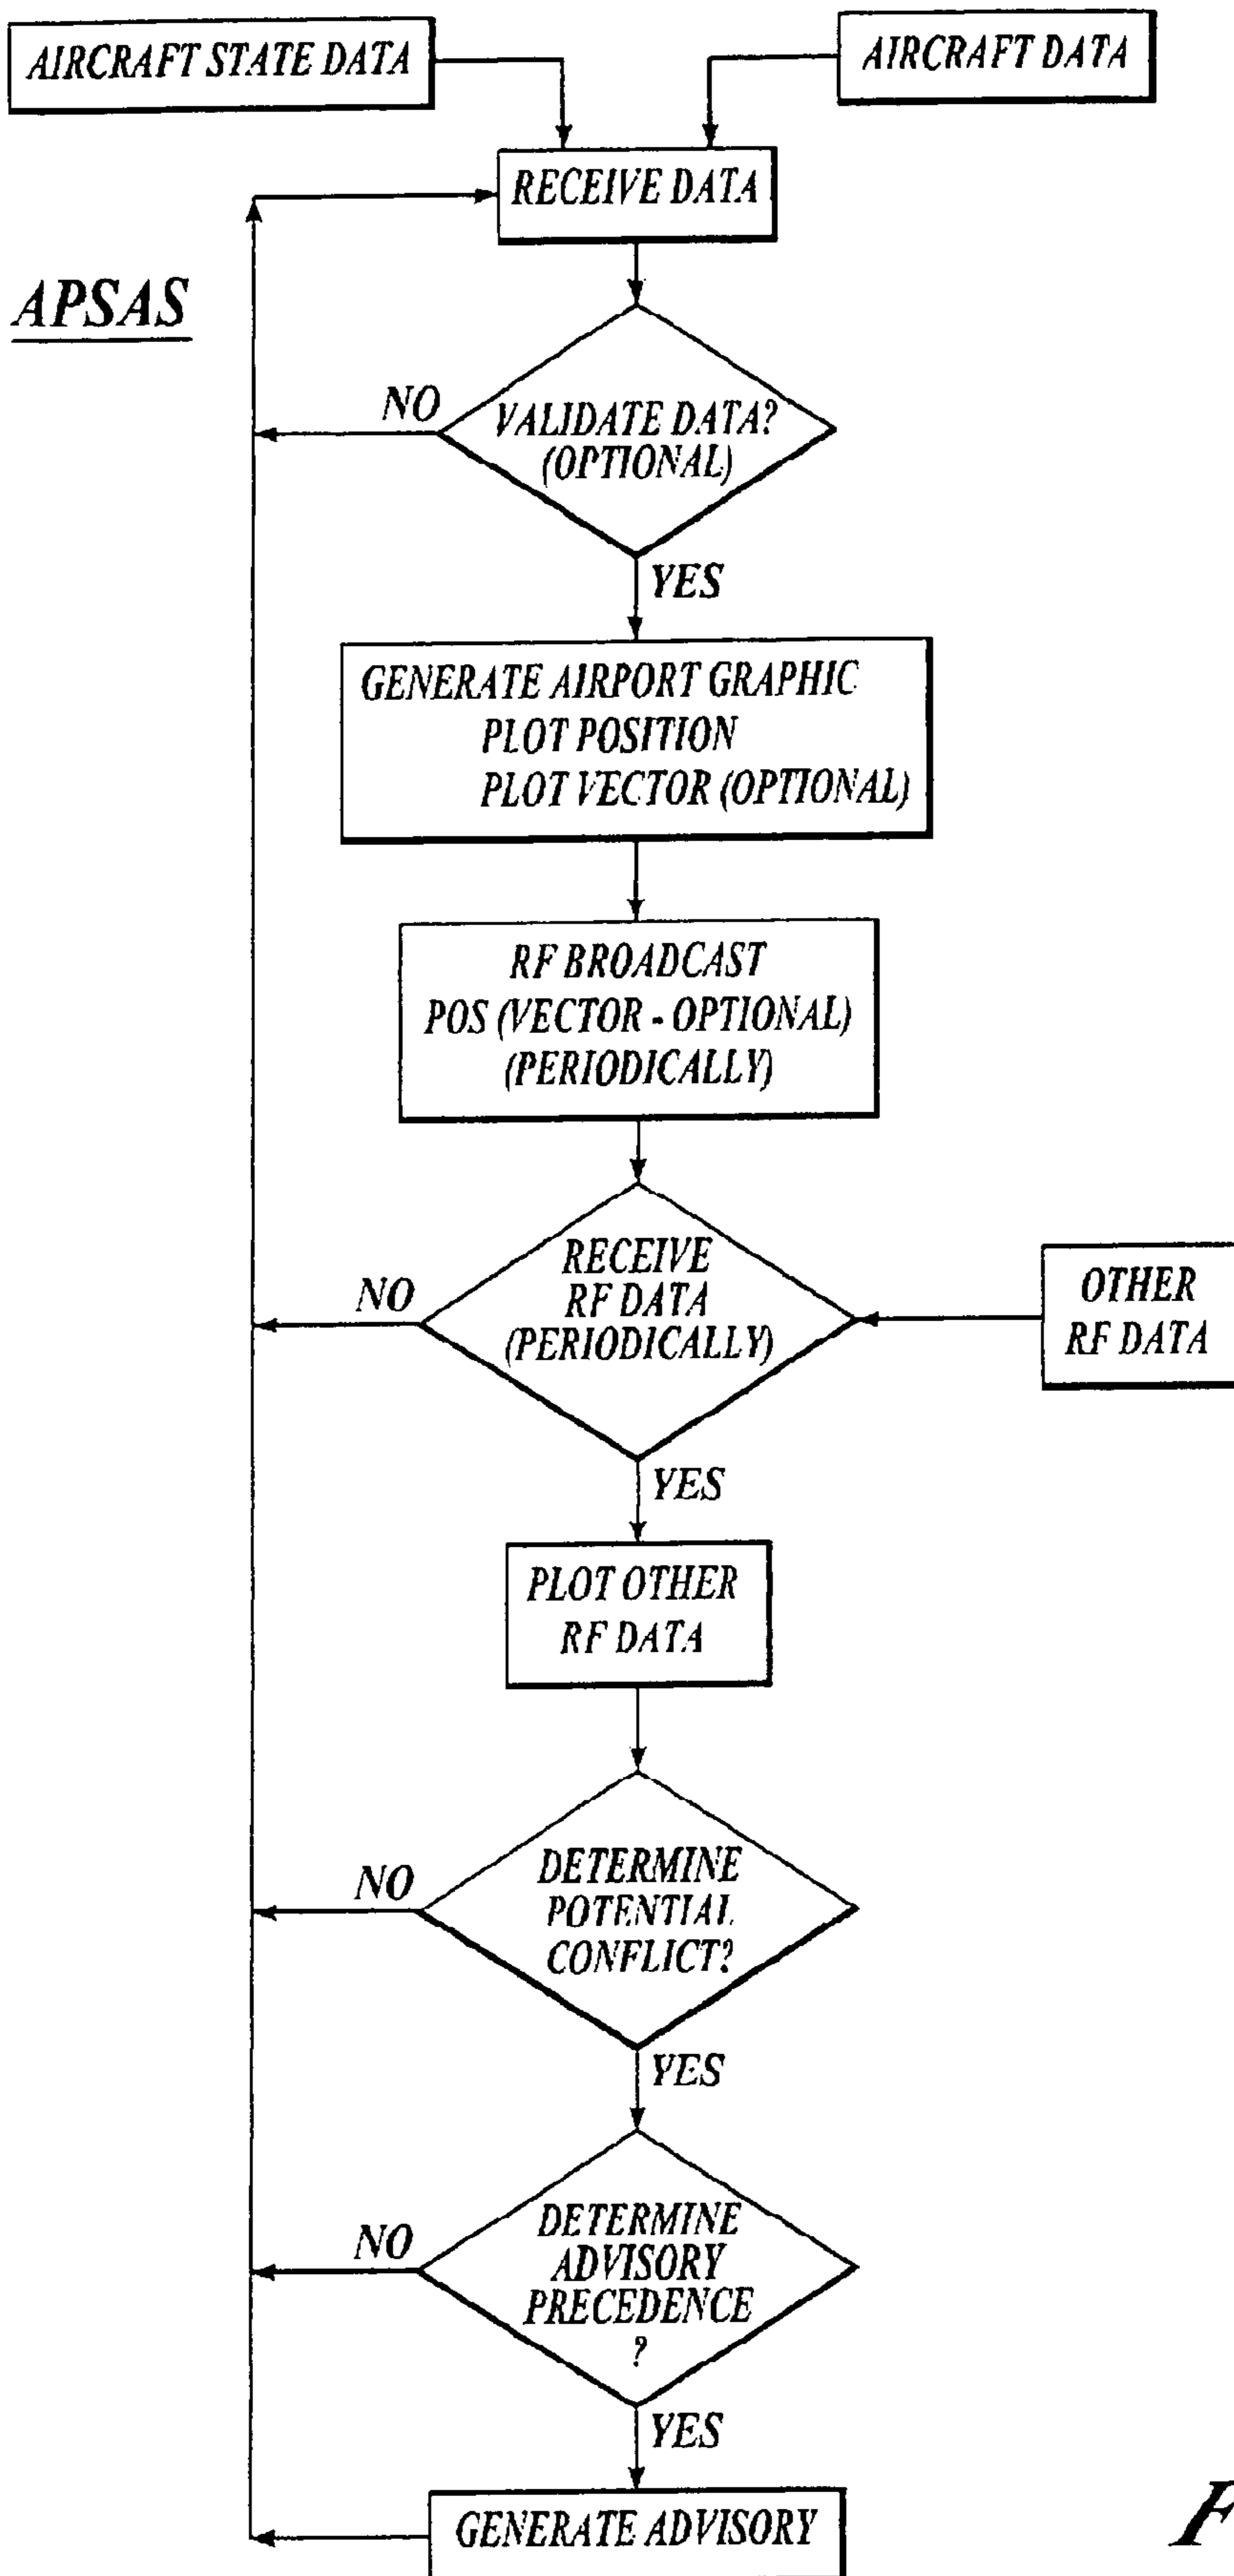 AIRCRAFT STATE DATA
AIRCRAFT DATA
RECEIVE DATA
APSAS
NO
VALIDATE DATA?
(OPTIONAL)
YES
GENERATE AIRPORT GRAPHIC
PLOT POSITION
PLOT VECTOR (OPTIONAL)
RF BROADCAST
POS (VECTOR - OPTIONAL)
(PERIODICALLY)
NO
RECEIVE
RF DATA
(PERIODICALLY)
OTHER
RF DATA
YES
PLOT OTHER
RF DATA
NO
DETERMINE
POTENTIAL
CONFLICT?
YES
NO
DETERMINE
ADVISORY
PRECEDENCE
?
YES
GENERATE ADVISORY
F